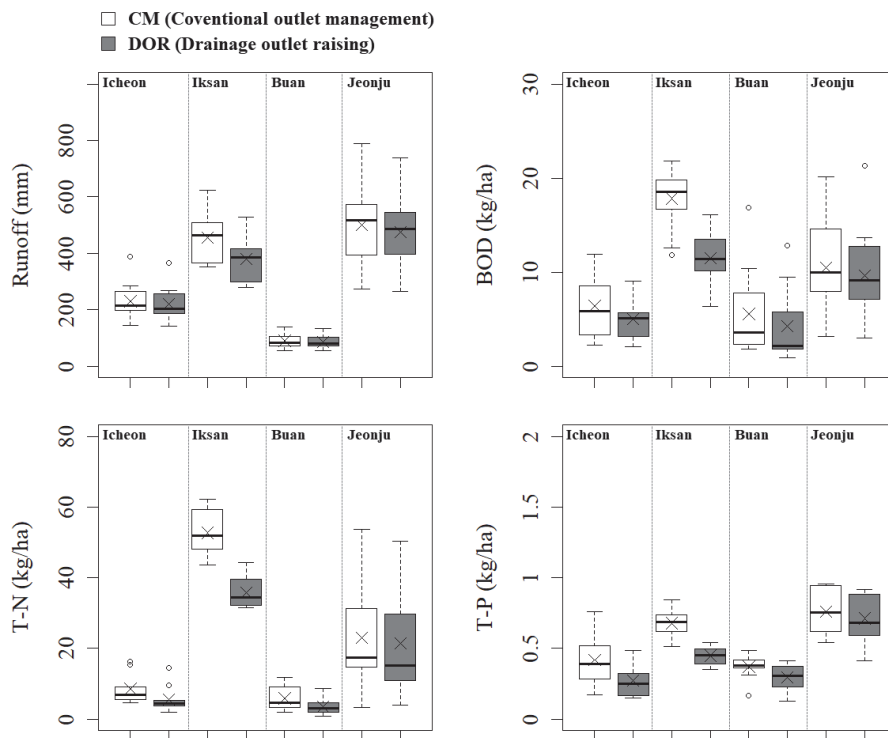 CM (Coventional outlet management)
DOR (Drainage outlet raising)
Icheon Iksan Buan Jeonju
Runoff (mm)
0 200 400 600 800
Icheon Iksan Buan Jeonju
BOD (kg/ha)
0 10 20 30
Icheon Iksan Buan Jeonju
T-N (kg/ha)
0 20 40 60 80
Icheon Iksan Buan Jeonju
T-P (kg/ha)
0 0.5 1 1.5 2